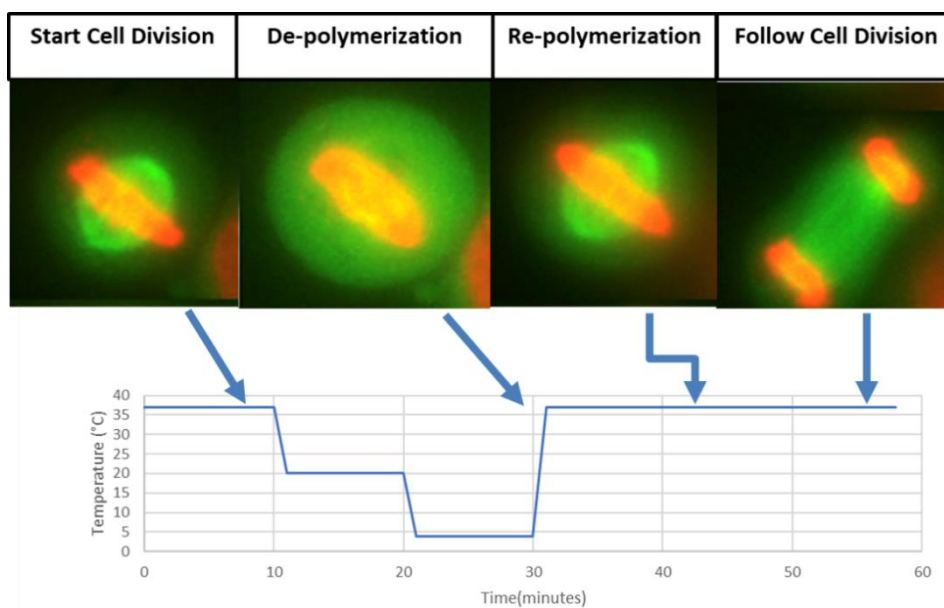 Start Cell Division
De-polymerization
Re-polymerization
Follow Cell Division
Temperature (°C)
40
35
30
25
20
15
10
5
0
0
10
20
30
40
50
60
Time(minutes)